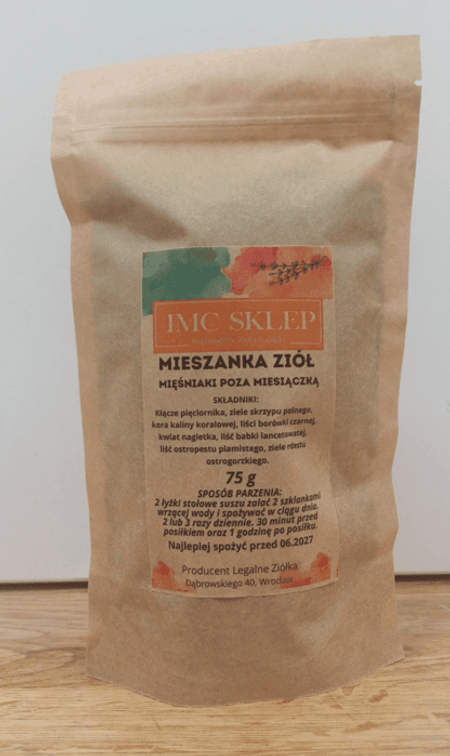 IMC SKLEP
MIESZANKA ZIÓŁ
MIĘŚNIAKI POZA MIESIĄCZKĄ
SKŁADNIKI:
Kłącze pięciornika, ziele skrzypu polnego,
kora kaliny koralowej, liści borówki czarnej,
kwiat nagietka, liść babki lancetowatej,
liść ostropestu plamistego, ziele rdestu
ostrogorzkiego.
75 g
SPOSÓB PARZENIA:
2 łyżki stołowe suszu zalać 2 szklankami
wrzącej wody i spożywać w ciągu dnia.
2 lub 3 razy dziennie. 30 minut przed
posiłkiem oraz 1 godzinę po posiłku.
Najlepiej spożyć przed 06.2027
Producent Legalne Ziółka
Dąbrowskiego 40, Wrocław